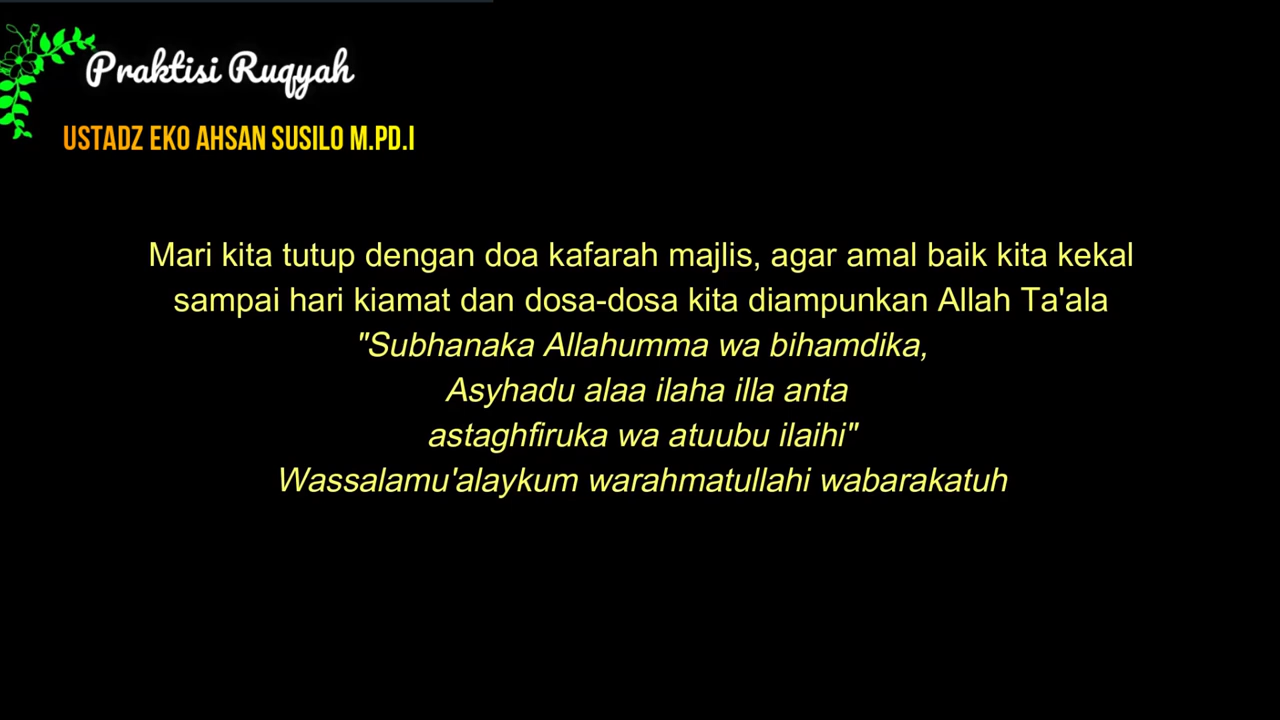 Praktisi Ruqyah
USTADZ EKO AHSAN SUSILO M.PD.I
Mari kita tutup dengan doa kafarah majlis, agar amal baik kita kekal
sampai hari kiamat dan dosa-dosa kita diampunkan Allah Ta'ala
"Subhanaka Allahumma wa bihamdika,
Asyhadu alaa ilaha illa anta
astaghfiruka wa atuubu ilaihi"
Wassalamu'alaykum warahmatullahi wabarakatuh